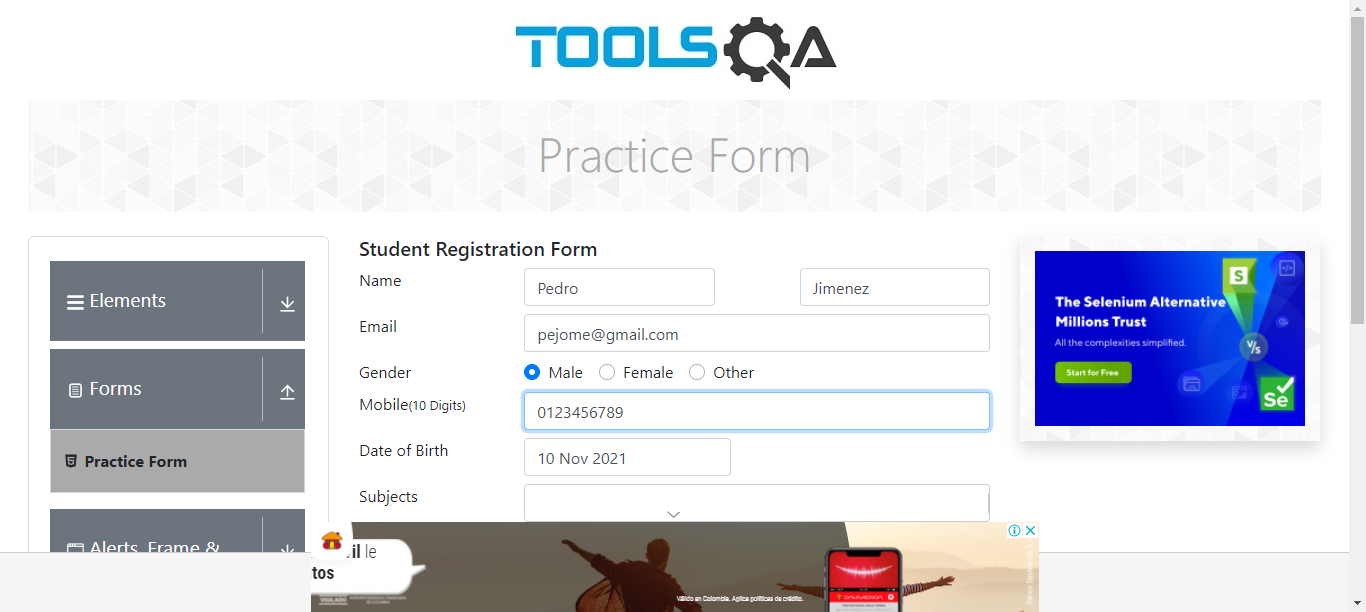 TOOLSQA
Practice Form
Elements
Forms
Practice Form
Alerts, Frame &
Student Registration Form
Name
Pedro
Jimenez
Email
pejome@gmail.com
Gender
Male
Female
Other
Mobile(10 Digits)
0123456789
Date of Birth
10 Nov 2021
Subjects
The Selenium Alternative
Millions Trust
All the complexities simplified.
Start for Free
S
V/s
Se
il le
tos
VIGILADO
Válido en Colombia. Aplica políticas de crédito.